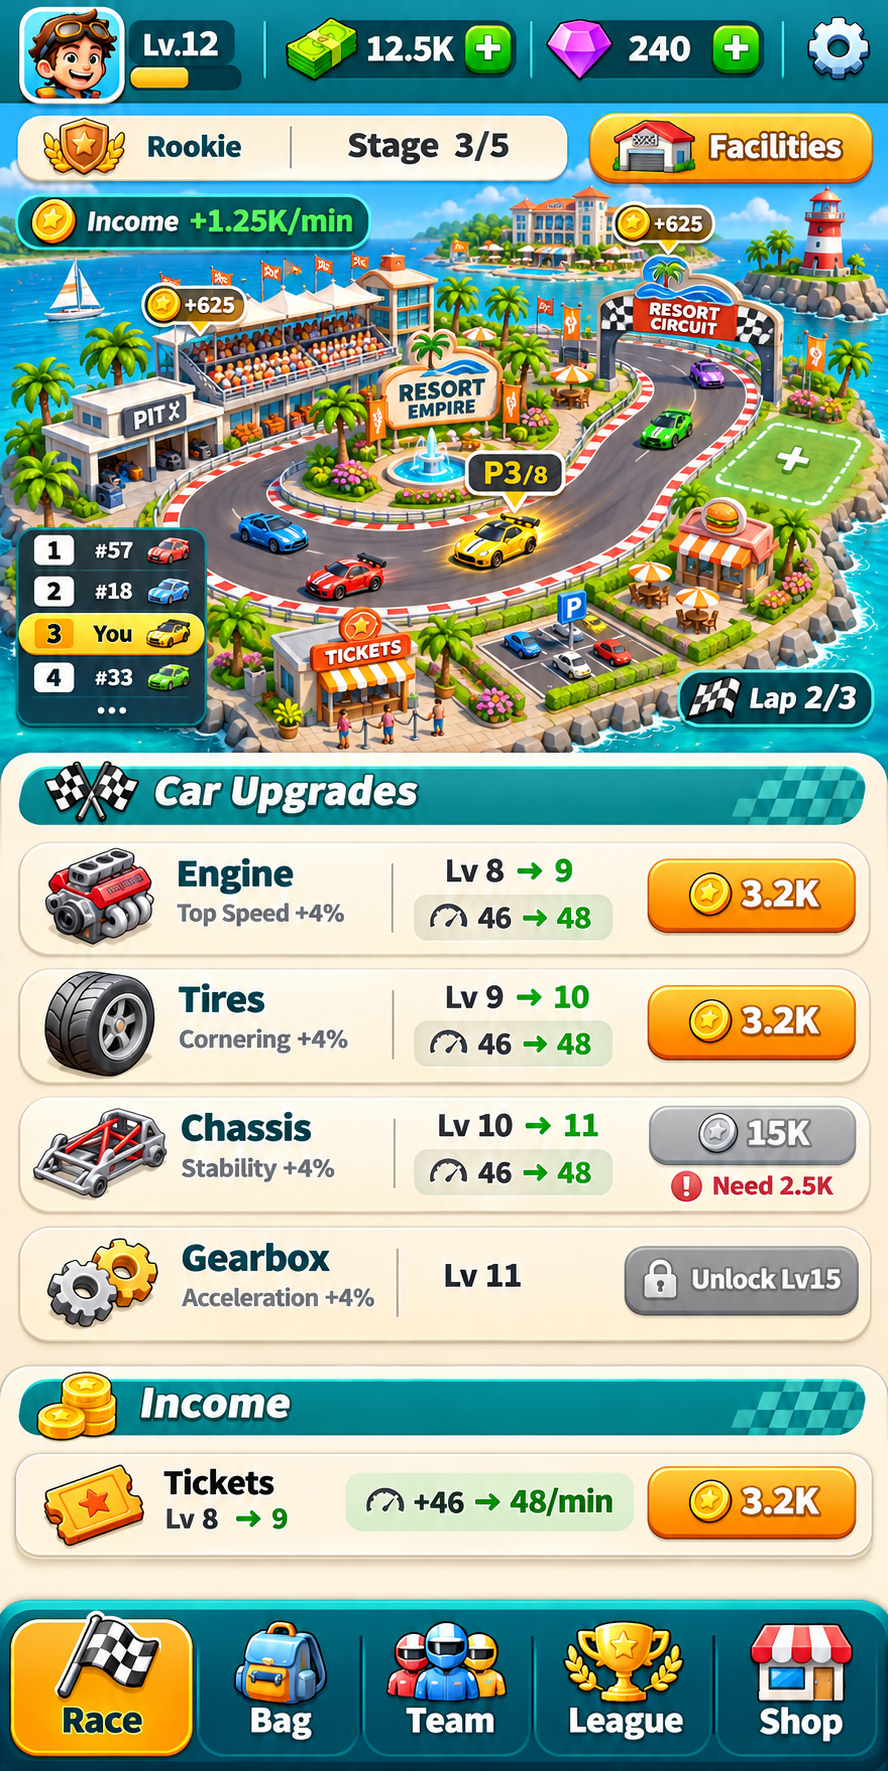 Lv.12
12.5K
240
Rookie
Stage 3/5
Facilities
Income +1.25K/min
+625
+625
RESORT
CIRCUIT
PIT
RESORT
EMPIRE
P3/8
1 #57
2 #18
3 You
4 #33
...
TICKETS
P
Lap 2/3
Car Upgrades
Engine
Top Speed +4%
Lv 8 → 9
46 → 48
3.2K
Tires
Cornering +4%
Lv 9 → 10
46 → 48
3.2K
Chassis
Stability +4%
Lv 10 → 11
46 → 48
15K
Need 2.5K
Gearbox
Acceleration +4%
Lv 11
Unlock Lv15
Income
Tickets
Lv 8 → 9
+46 → 48/min
3.2K
Race
Bag
Team
League
Shop